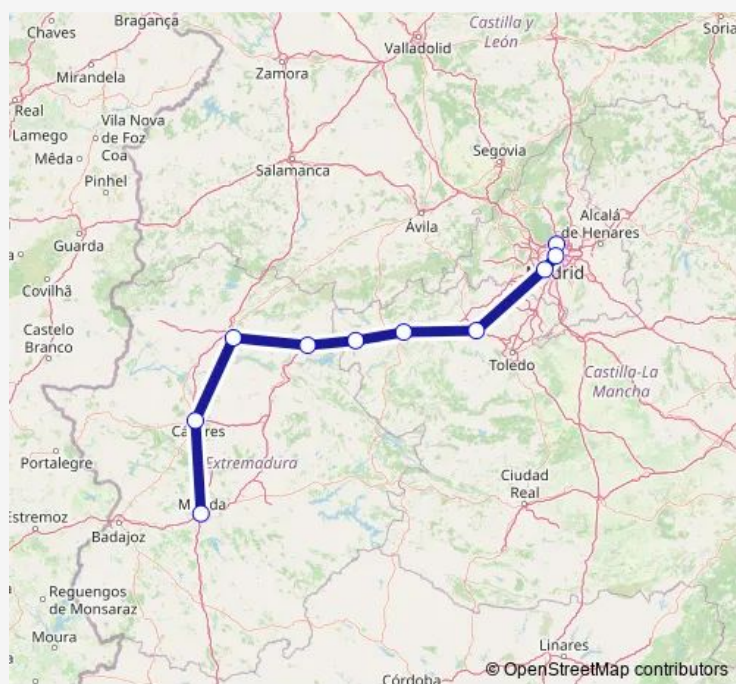 Chaves
Bragança
Castilla y
León
Soria
Valladolid
Zamora
Mirandela
Real
Lamego
Vila Nova
de Foz
Coa
Mêda
Pinhel
Salamanca
Segovia
Guarda
Ávila
Alcalá
de Henares
Covilhã
Castelo
Branco
Toledo
Castilla-La
Mancha
Portalegre
Extremadura
Ciudad
Real
Estremoz
Badajoz
Reguengos
de Monsaraz
Moura
Linares
Córdoba
© OpenStreetMap contributors